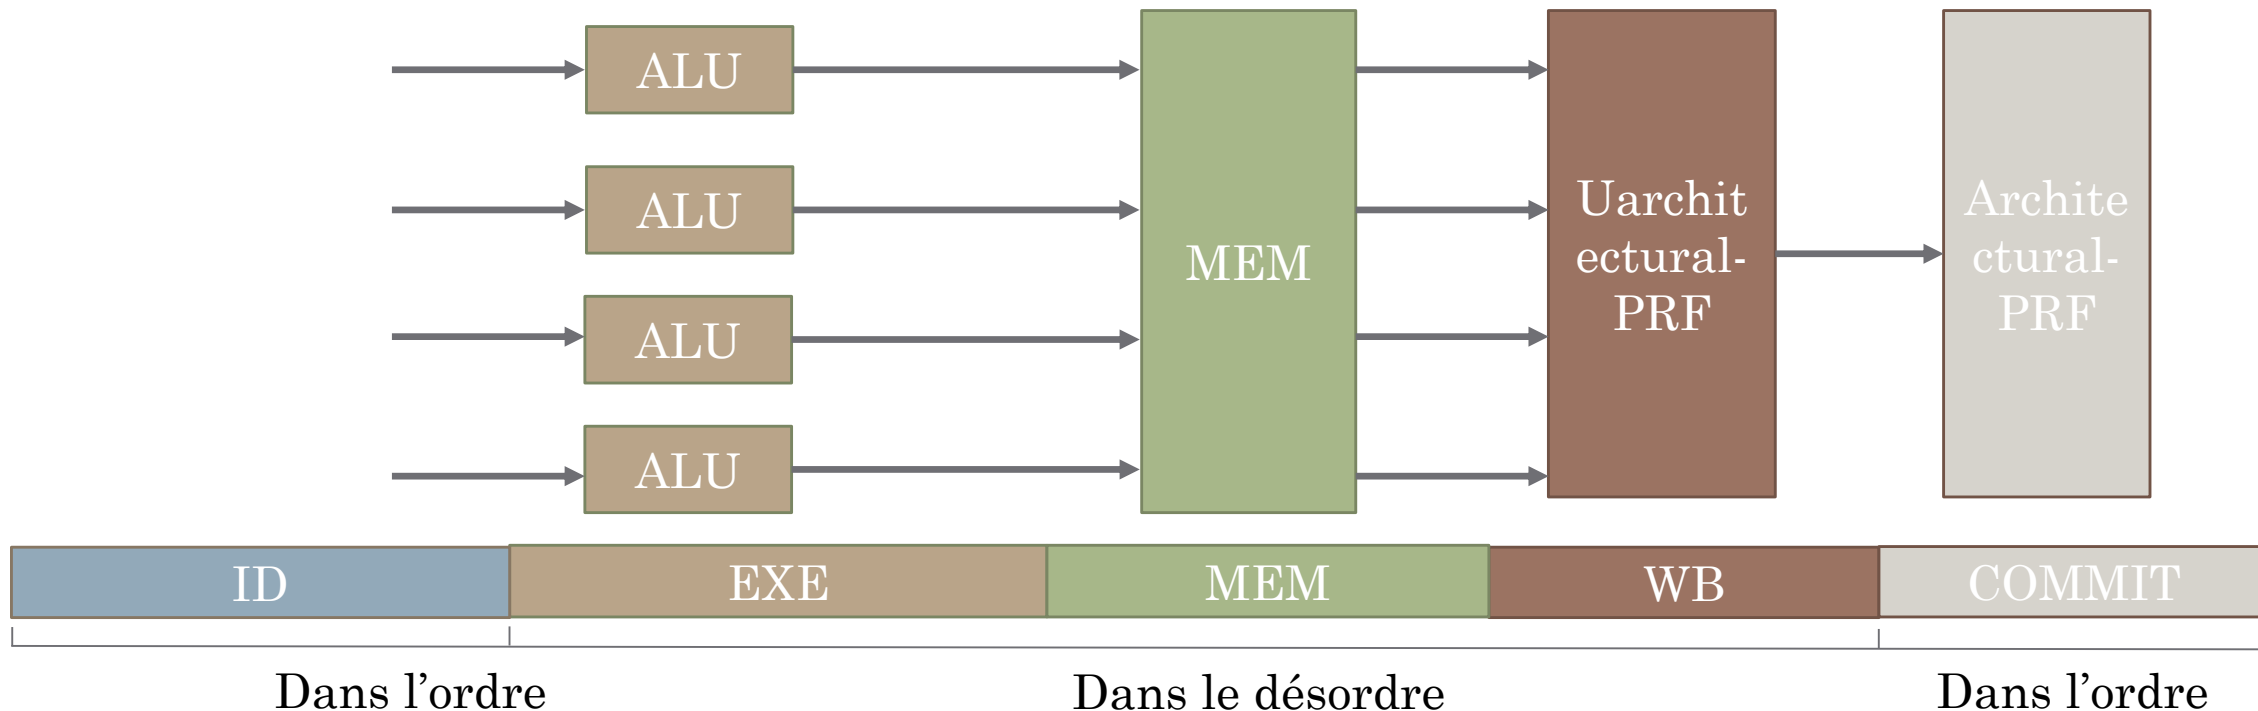 ALU
ALU
ALU
ALU
MEM
Uarchit
ectural-
PRF
Archite
ctural-
PRF
ID
EXE
MEM
WB
COMMIT
Dans l’ordre
Dans le désordre
Dans l’ordre